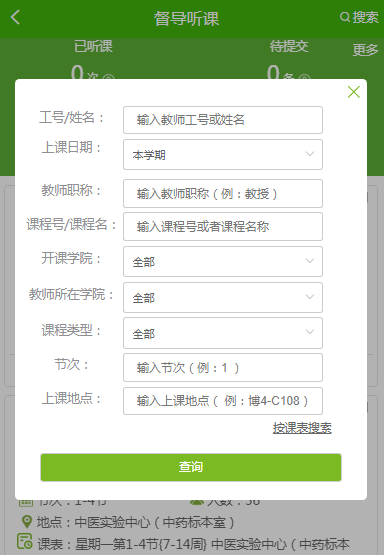 督导听课 搜索
已听课 待提交 更多
0次 0条
工号/姓名： 输入教师工号或姓名
上课日期： 本学期
教师职称： 输入教师职称（例：教授）
课程号/课程名： 输入课程号或者课程名称
开课学院： 全部
教师所在学院： 全部
课程类型： 全部
节次： 输入节次（例：1 ）
上课地点： 输入上课地点（ 例：博4-C108 ）
按课表搜索
查询
节次：1-4节 人数：56
地点：中医实验中心（中药标本室）
课表：星期一第1-4节{7-14周} 中医实验中心（中药标本